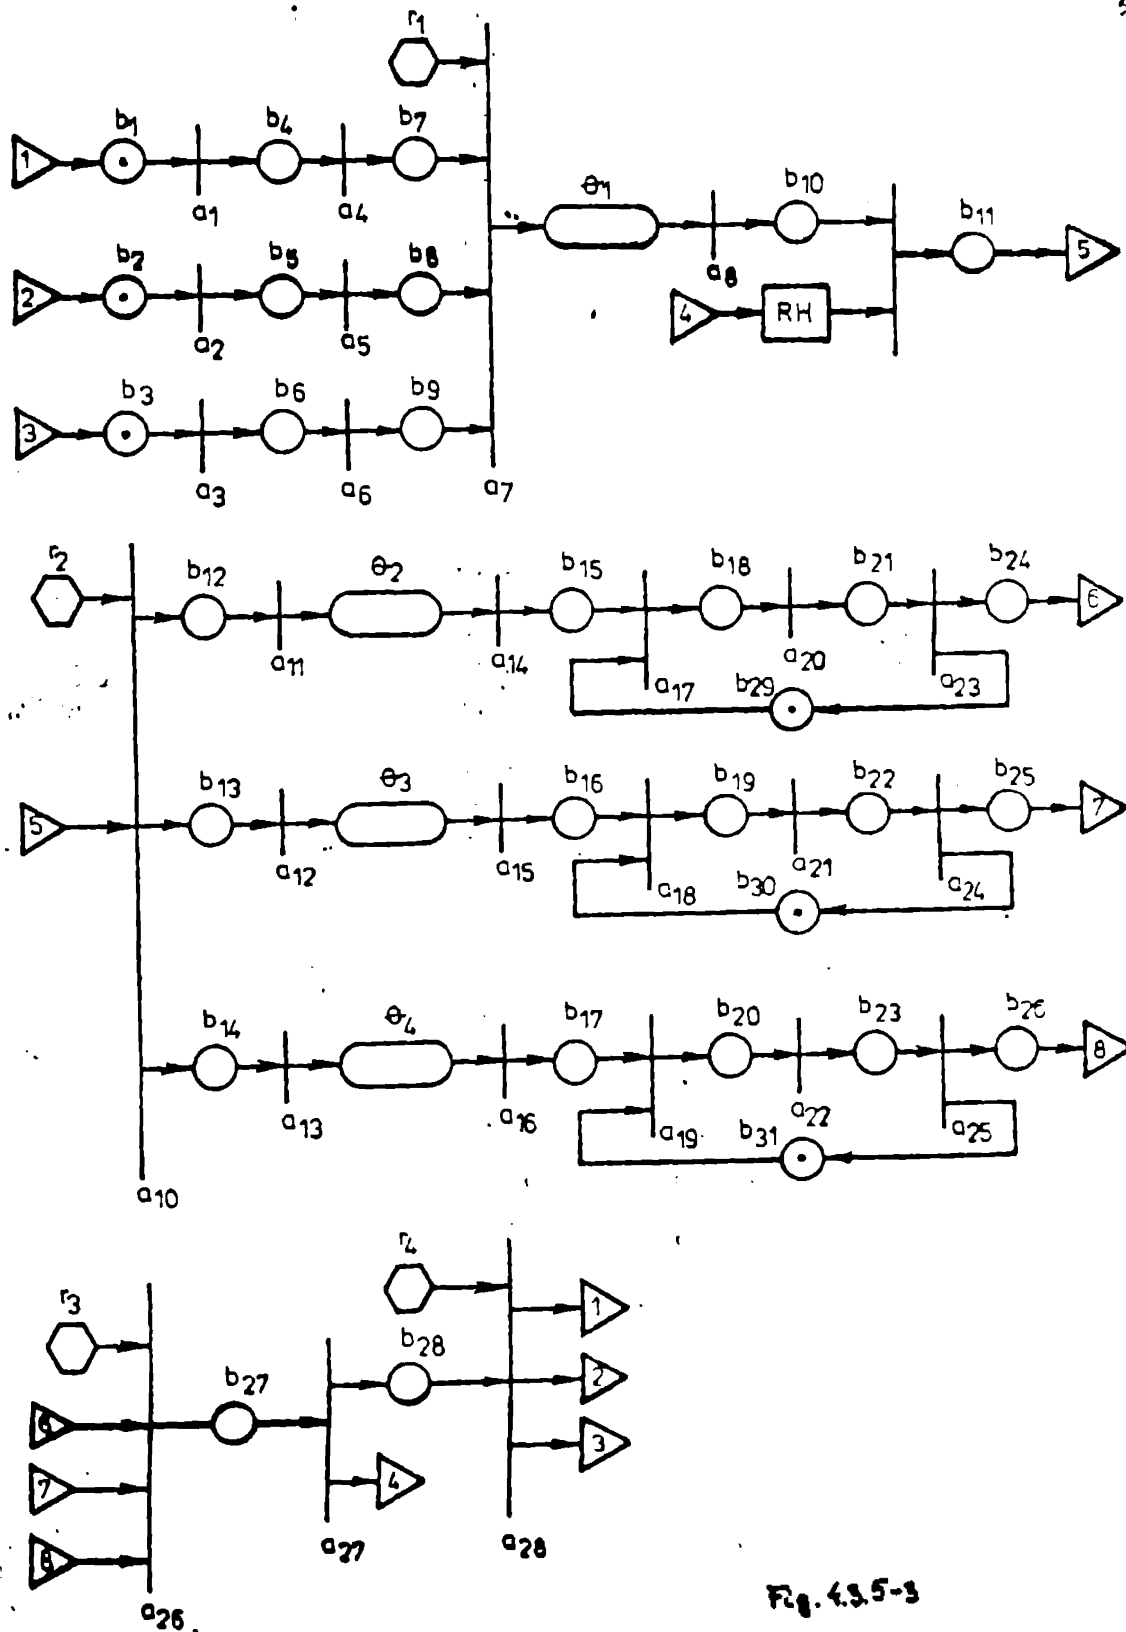 r1
b1 b4 b7
1
a1 a4
θ1 b10 b11
b2 b5 b8
2
a2 a5
a8
5
4 RH
b3 b6 b9
3
a3 a6 a7
r2
b12 θ2 b15 b18 b21 b24
6
a11 a14 a17 a20 a23
b29
b13 θ3 b16 b19 b22 b25
5 7
a12 a15 a18 a21 a24
b30
b14 θ4 b17 b20 b23 b26
8
a13 a16 a19 a22 a25
b31
a10
r4
r3
1
b28
b27
2
6
3
7
4
8
a27 a28
a26
Fig. 4.3.5-3